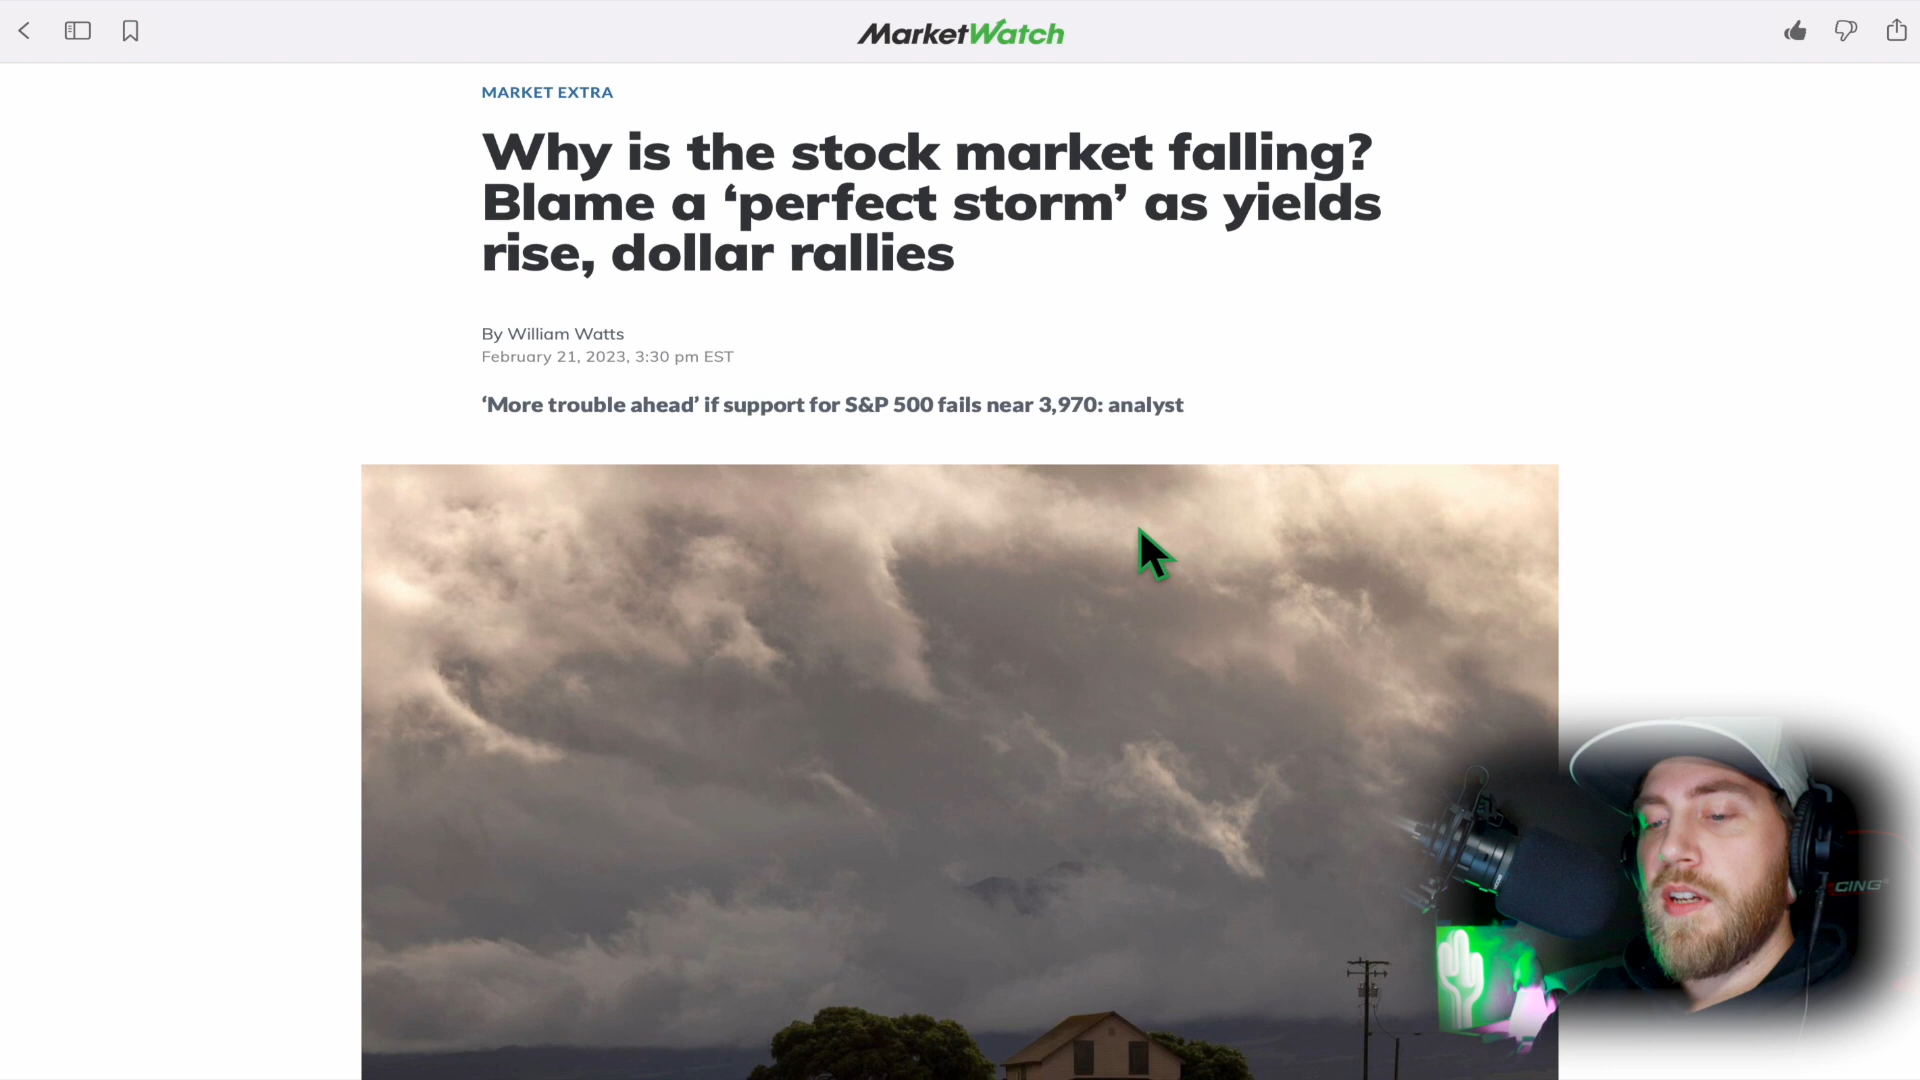 MarketWatch
MARKET EXTRA
Why is the stock market falling?
Blame a ‘perfect storm’ as yields
rise, dollar rallies
By William Watts
February 21, 2023, 3:30 pm EST
‘More trouble ahead’ if support for S&P 500 fails near 3,970: analyst
CING